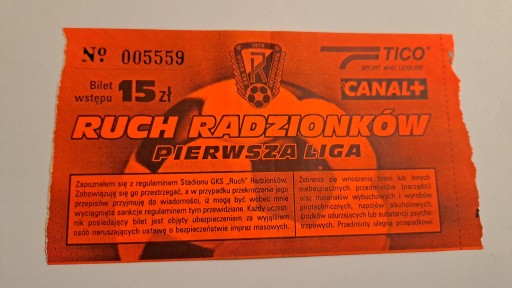 Nº 005559
Bilet wstępu 15 zł
1919
R
TICO
SPORT AND LEISURE
CANAL+
RUCH RADZIONKÓW
PIERWSZA LIGA
Zapoznałem się z regulaminem Stadionu GKS „Ruch" Radzionków.
Zobowiązuję się go przestrzegać, a w przypadku przekroczenia jego
przepisów przyjmuję do wiadomości, iż mogą być wobec mnie
wyciągnięte sankcje regulaminem tym przewidziane. Każdy uczest-
nik posiadający bilet jest objęty ubezpieczeniem za wyjątkiem
osób naruszających ustawę o bezpieczeństwie imprez masowych.
Zabrania się wnoszenia broni lub innych
niebezpiecznych przedmiotów (narzędzi)
oraz materiałów wybuchowych i wyrobów
pirotechnicznych, napojów alkoholowych,
środków odurzających lub substancji psycho-
tropowych. Przedmioty ulegną przepadkowi.